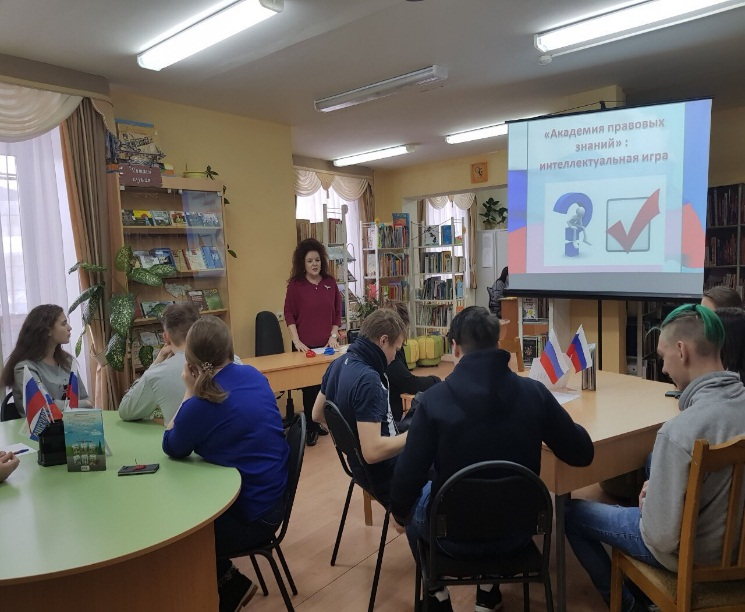 «Академия правовых
знаний» :
интеллектуальная игра